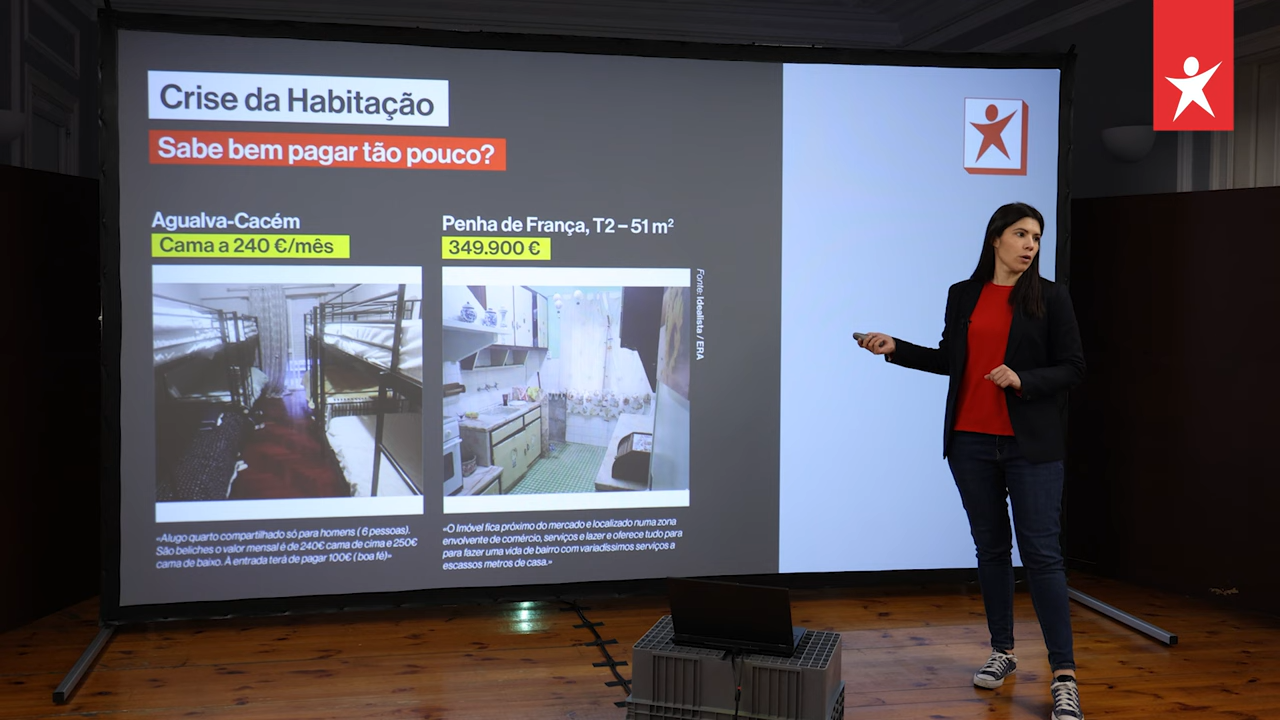 Crise da Habitação
Sabe bem pagar tão pouco?
Agualva-Cacém
Cama a 240 €/mês
Penha de França, T2 – 51 m²
349.900 €
Fonte: Idealista / ERA
«Alugo quarto compartilhado só para homens ( 6 pessoas).
São beliches o valor mensal é de 240€ cama de cima e 250€
cama de baixo. À entrada terá de pagar 100€ ( boa fé)»
«O Imóvel fica próximo do mercado e localizado numa zona
envolvente de comércio, serviços e lazer e oferece tudo para
para fazer uma vida de bairro com variadíssimos serviços a
escassos metros de casa.»